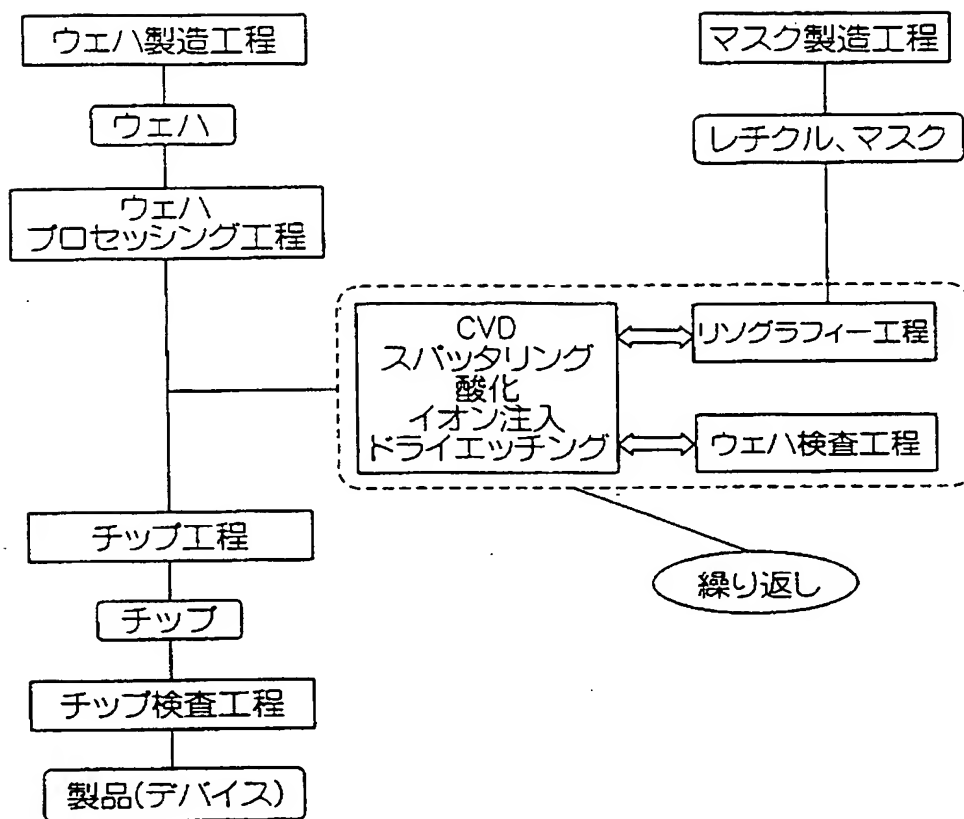 ウェハ製造工程
ウェハ
ウェハ
プロセッシング工程
チップ工程
チップ
チップ検査工程
製品(デバイス)
マスク製造工程
レチクル、マスク
CVD
スパッタリング
酸化
イオン注入
ドライエッチング
リソグラフィー工程
ウェハ検査工程
繰り返し